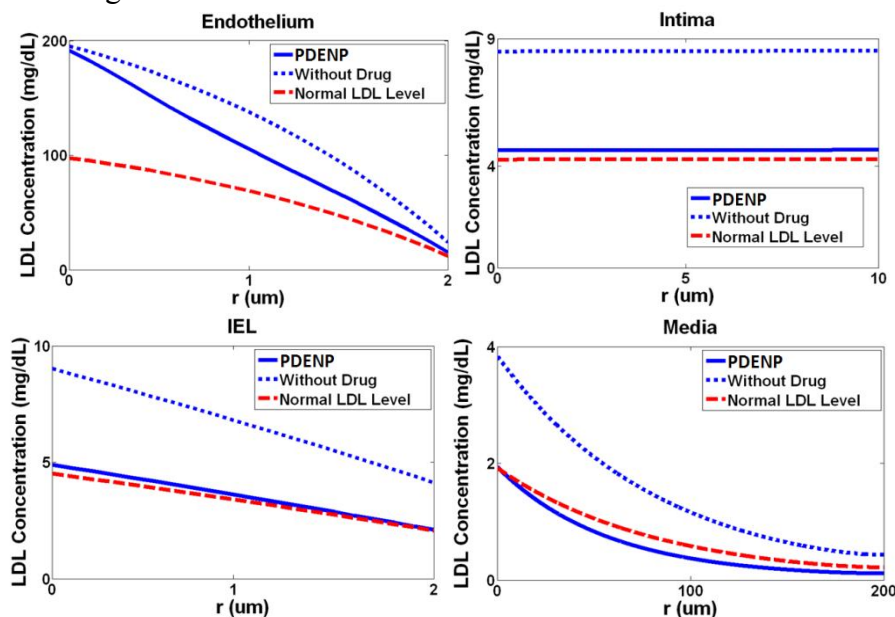 Endothelium
LDL Concentration (mg/dL)
200
100
0
0
1
2
r (um)
PDENP
Without Drug
Normal LDL Level
Intima
LDL Concentration (mg/dL)
9
4
0
0
5
10
r (um)
PDENP
Without Drug
Normal LDL Level
IEL
LDL Concentration (mg/dL)
10
5
0
0
1
2
r (um)
PDENP
Without Drug
Normal LDL Level
Media
LDL Concentration (mg/dL)
4
2
0
0
100
200
r (um)
PDENP
Without Drug
Normal LDL Level